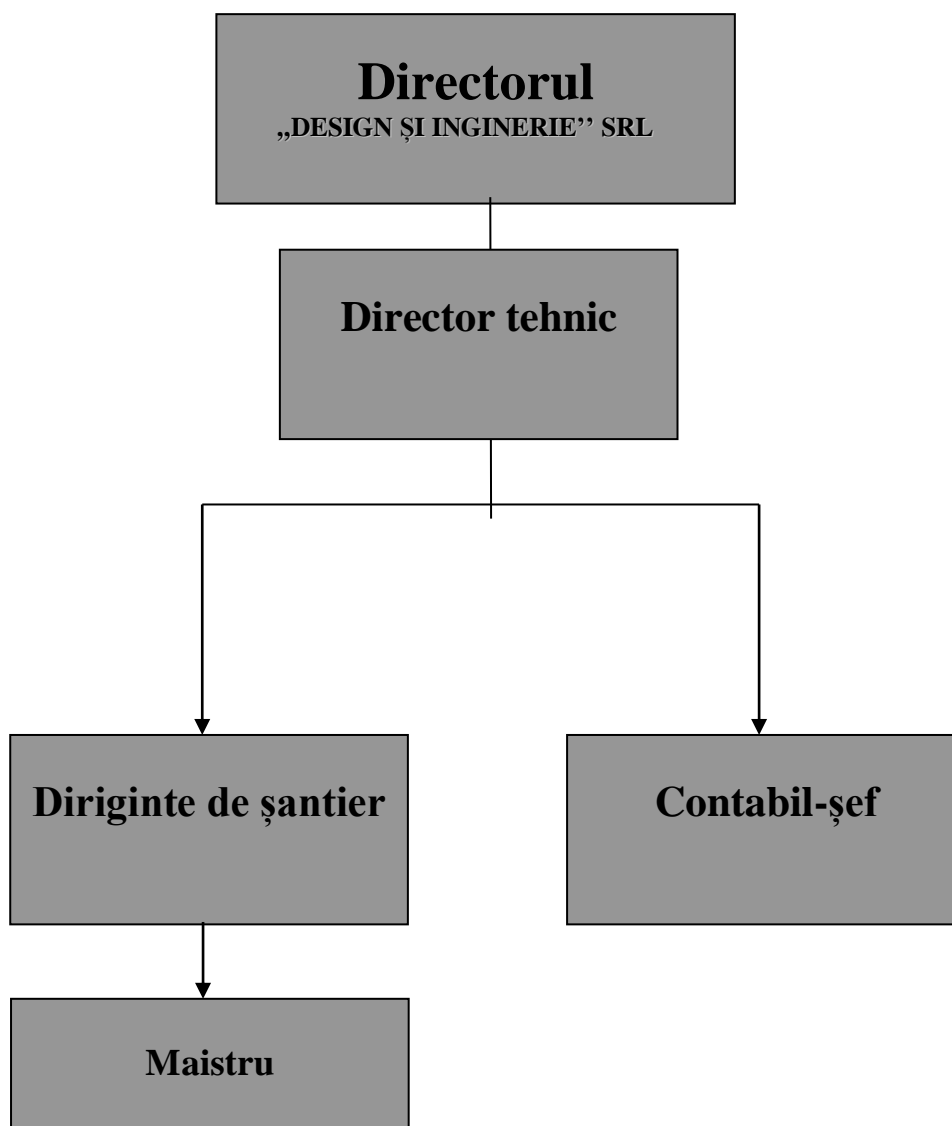 Directorul
„DESIGN ȘI INGINERIE’’ SRL
Director tehnic
Diriginte de șantier
Contabil-șef
Maistru